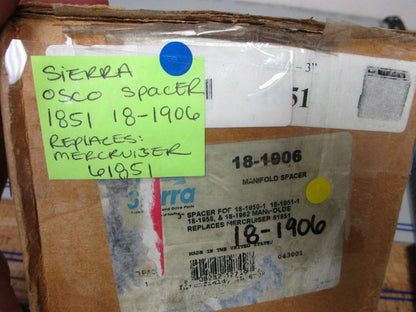 SIERRA
OSCO SPACER
1851 18-1906
REPLACES:
MERCRUISER
61851
- 3"
51
18-1906
MANIFOLD SPACER
Sierra
SPACER FOR 18-1950-1 18-1951-1
18-1958, & 18-1962 MANIFOLDS
REPLACES MERCRUISER 61851
18-1906
MADE IN THE UNITED STATES
043001